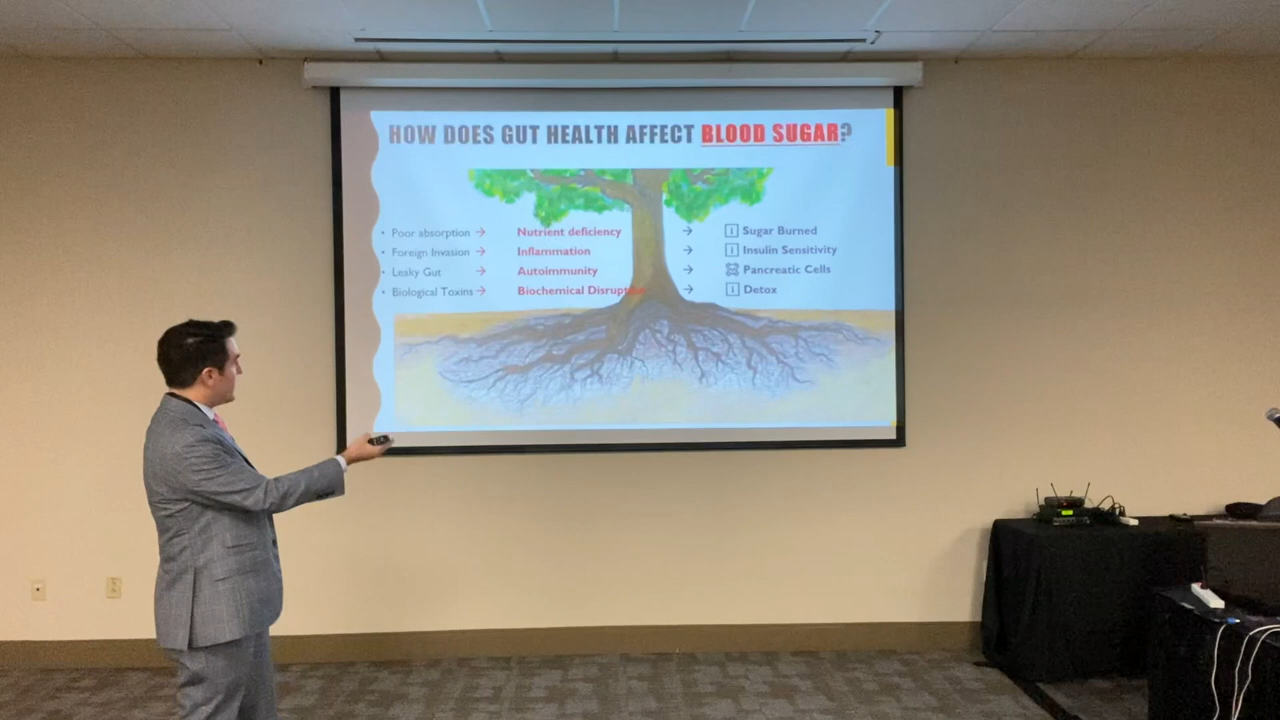 HOW DOES GUT HEALTH AFFECT BLOOD SUGAR?
• Poor absorption → Nutrient deficiency → i Sugar Burned
• Foreign Invasion → Inflammation → i Insulin Sensitivity
• Leaky Gut → Autoimmunity → Pancreatic Cells
• Biological Toxins → Biochemical → i Detox